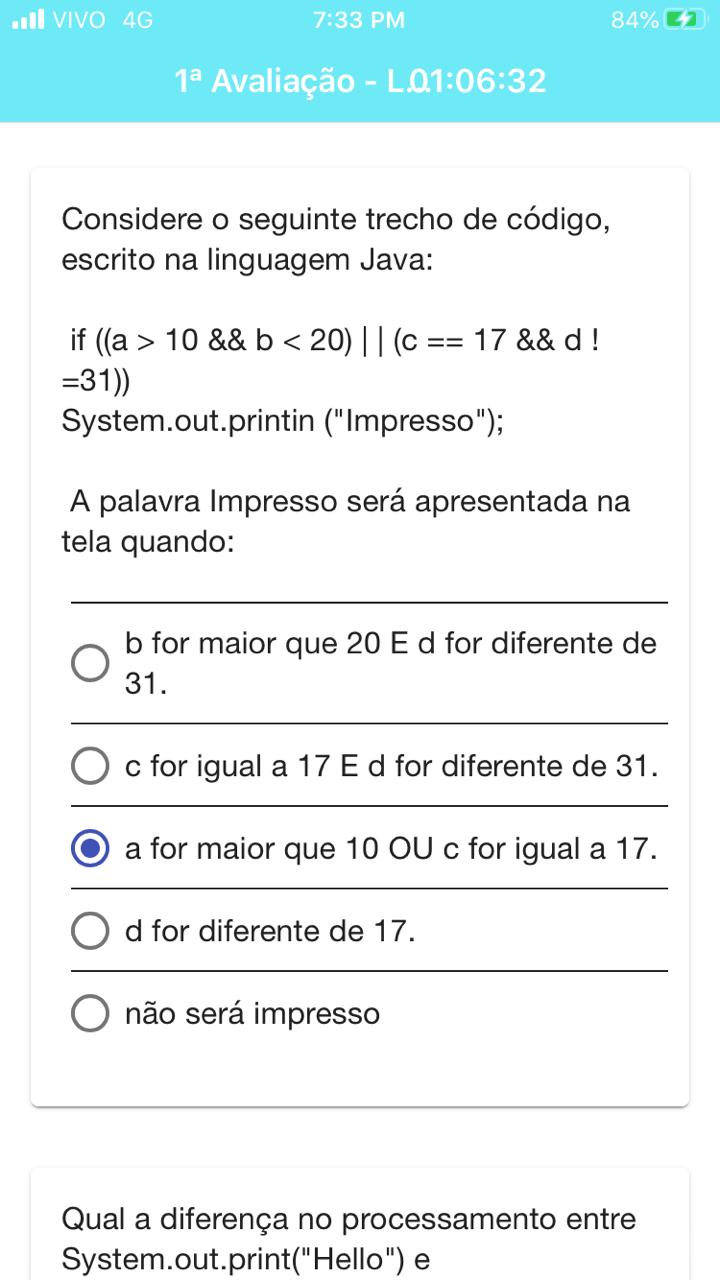 VIVO 4G 7:33 PM 84%
1ª Avaliação - L.01:06:32
Considere o seguinte trecho de código,
escrito na linguagem Java:
if ((a > 10 && b < 20) | | (c == 17 && d !
=31))
System.out.printin ("Impresso");
A palavra Impresso será apresentada na
tela quando:
b for maior que 20 E d for diferente de
31.
c for igual a 17 E d for diferente de 31.
a for maior que 10 OU c for igual a 17.
d for diferente de 17.
não será impresso
Qual a diferença no processamento entre
System.out.print("Hello") e